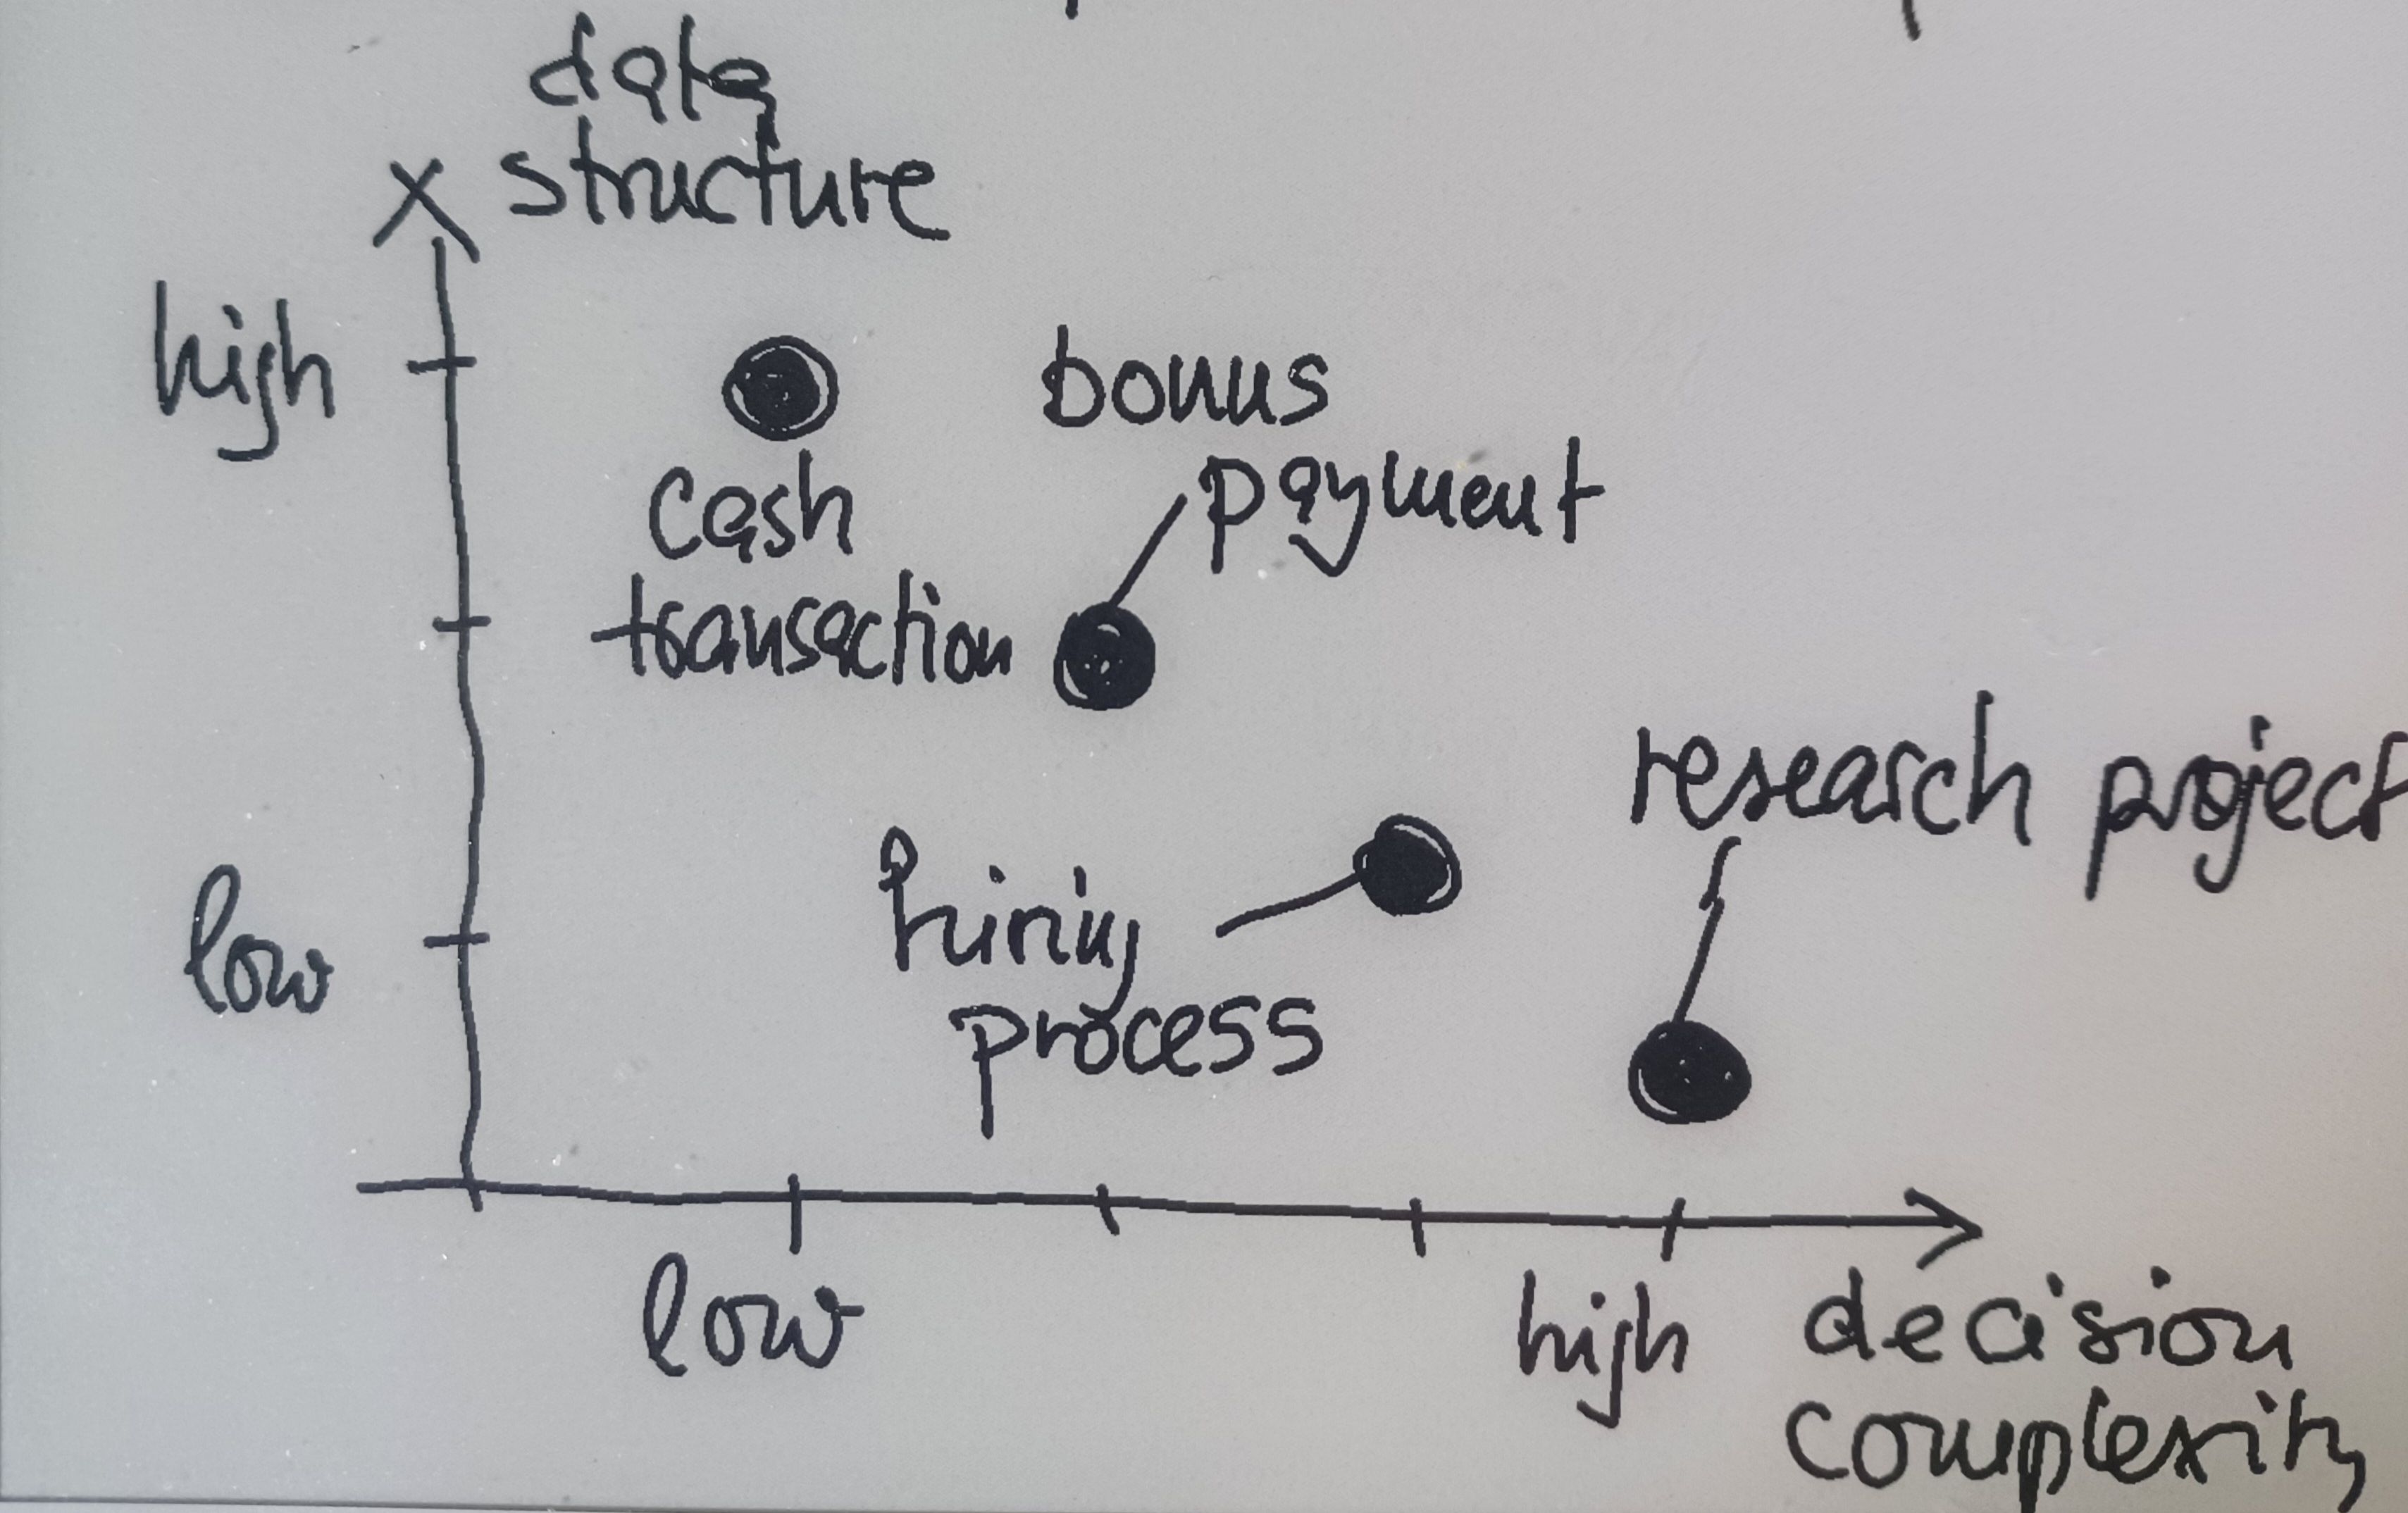 data
structure
high
bonus
cash
payment
transaction
research project
hiring
process
low
low
high
decision
complexity